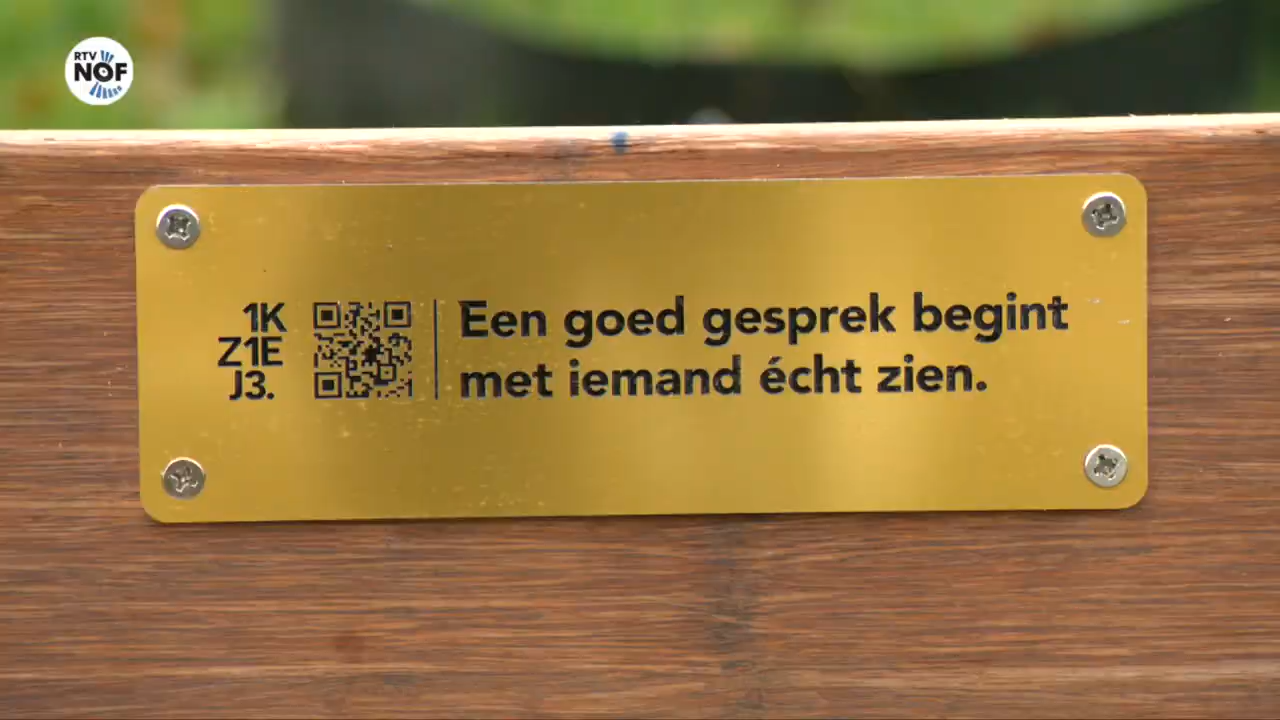 RTV
NOF
1K
Z1E
J3.
Een goed gesprek begint
met iemand écht zien.